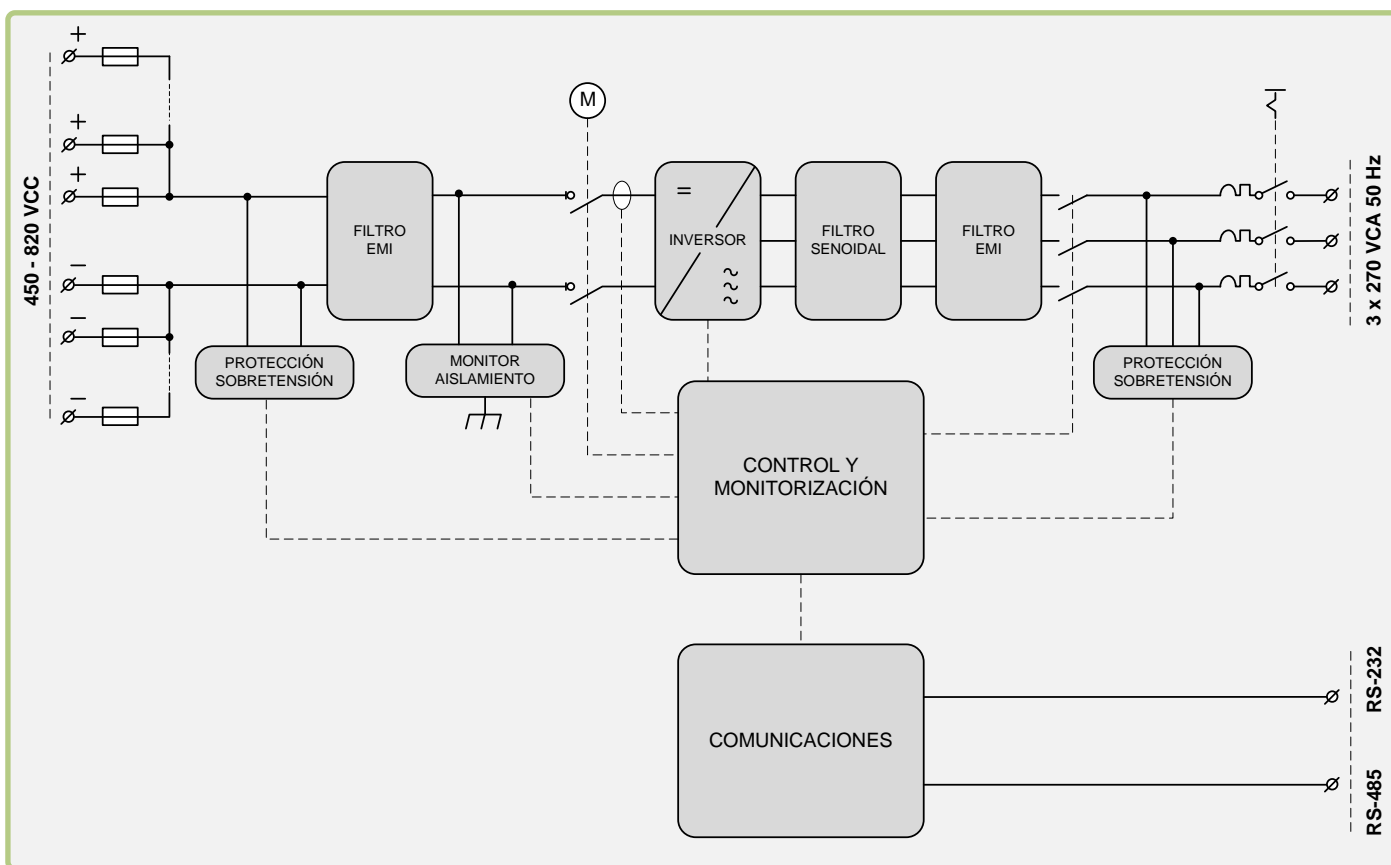 450 - 820 VCC
+
+
+
−
−
−
M
FILTRO
EMI
=
INVERSOR
~
~
~
FILTRO
SENOIDAL
FILTRO
EMI
3 x 270 VCA 50 Hz
PROTECCIÓN
SOBRETENSIÓN
MONITOR
AISLAMIENTO
PROTECCIÓN
SOBRETENSIÓN
CONTROL Y
MONITORIZACIÓN
COMUNICACIONES
RS-232
RS-485